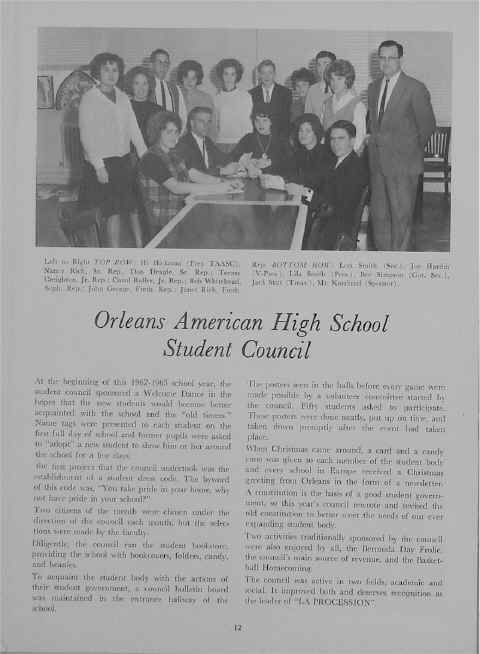 Left to Right TOP ROW: Hi Hickson (Pres. TAASC),
Nancy Rich, Sr. Rep.; Don Deagle, Sr. Rep.; Teresa
Creighton, Jr. Rep.; Carol Roller, Jr. Rep.; Bob Whitehead,
Soph. Rep.; John George, Fresh. Rep.; Janet Rich, Fresh.
Rep. BOTTOM ROW: Lori Smith (Sec.), Joe Hardin
(V-Pres.), Lila Booth (Pres.), Bev Simpson (Cor. Sec.),
Jack Starr (Treas.), Mr. (Sponsor).
Orleans American High School
Student Council
At the beginning of this 1962-1963 school year, the
student council sponsored a Welcome Dance in the
hopes that the new students would become better
acquainted with the school and the "old timers."
Name tags were presented to each student on the
first full day of school and former pupils were asked
to "adopt" a new student to show him or her around
the school for a few days.
the first project that the council undertook was the
establishment of a student dress code. The byword
of this code was, "You take pride in your home, why
not have pride in your school?"
Two citizens of the month were chosen under the
direction of the council each month, but the selec-
tions were made by the faculty.
Diligently, the council ran the student bookstore,
providing the school with bookcovers, folders, candy,
and beanies.
To acquaint the student body with the actions of
their student government, a council bulletin board
was maintained in the entrance hallway of the
school.
The posters seen in the halls before every game were
made possible by a volunteer committee started by
the council. Fifty students asked to participate.
These posters were done neatly, put up on time, and
taken down promptly after the event had taken
place.
When Christmas came around, a card and a candy
cane was given to each member of the student body
and every school in Europe received a Christmas
greeting from Orleans in the form of a newsletter.
A constitution is the basis of a good student govern-
ment, so this year's council rewrote and revised the
old constitution to better meet the needs of our ever
expanding student body.
Two activities traditionally sponsored by the council
were also enjoyed by all, the Bermuda Day Frolic,
the council's main source of revenue, and the Basket-
ball Homecoming.
The council was active in two fields, academic and
social. It improved both and deserves recognition as
the leader of "LA PROCESSION"
12